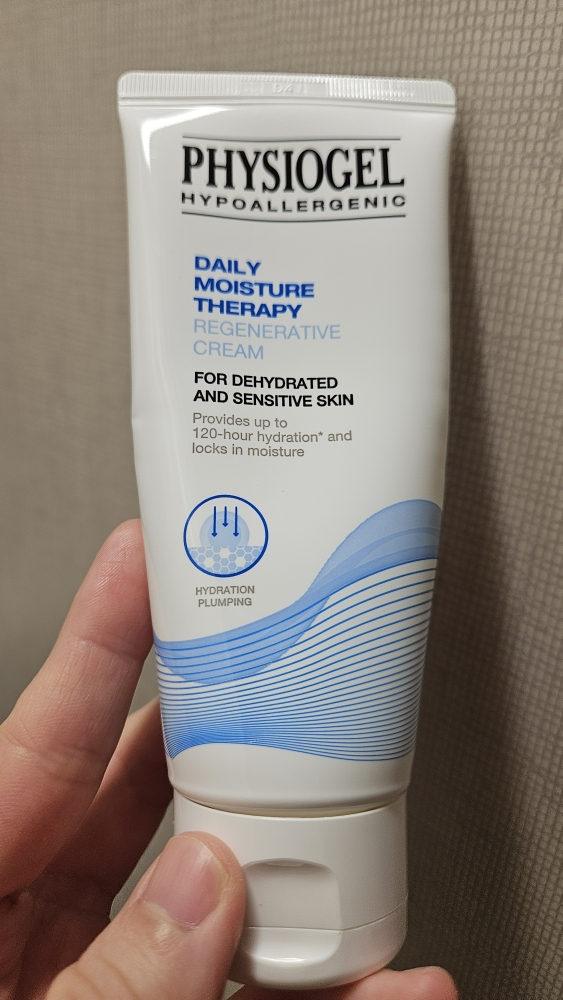 PHYSIOGEL
HYPOALLERGENIC
DAILY
MOISTURE
THERAPY
REGENERATIVE
CREAM
FOR DEHYDRATED
AND SENSITIVE SKIN
Provides up to
120-hour hydration* and
locks in moisture
HYDRATION
PLUMPING